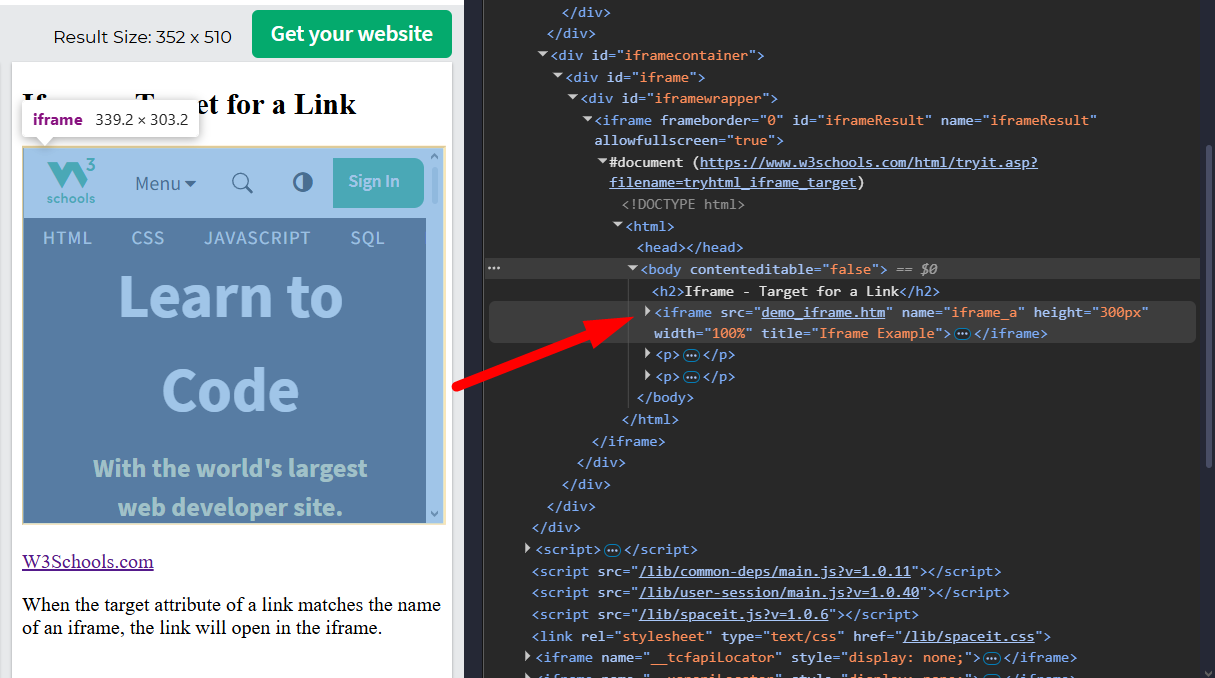 Result Size: 352 x 510
Get your website
et for a Link
iframe 339.2 × 303.2
W3
schools
Menu
Sign In
HTML CSS JAVASCRIPT SQL
Learn to
Code
With the world's largest
web developer site.
W3Schools.com
When the target attribute of a link matches the name
of an iframe, the link will open in the iframe.
</div>
</div>
<div id="iframecontainer">
<div id="iframe">
<div id="iframewrapper">
<iframe frameborder="0" id="iframeResult" name="iframeResult"
allowfullscreen="true">
#document (https://www.w3schools.com/html/tryit.asp?
filename=tryhtml_iframe_target)
<!DOCTYPE html>
<html>
<head></head>
<body contenteditable="false"> == $0
<h2>Iframe - Target for a Link</h2>
<iframe src="demo_iframe.htm" name="iframe_a" height="300px"
width="100%" title="Iframe Example">…</iframe>
<p>…</p>
<p>…</p>
</body>
</html>
</iframe>
</div>
</div>
</div>
</div>
<script>…</script>
<script src="/lib/common-deps/main.js?v=1.0.11"></script>
<script src="/lib/user-session/main.js?v=1.0.40"></script>
<script src="/lib/spaceit.js?v=1.0.6"></script>
<link rel="stylesheet" type="text/css" href="/lib/spaceit.css">
<iframe name="__tcfapiLocator" style="display: none;">…</iframe>